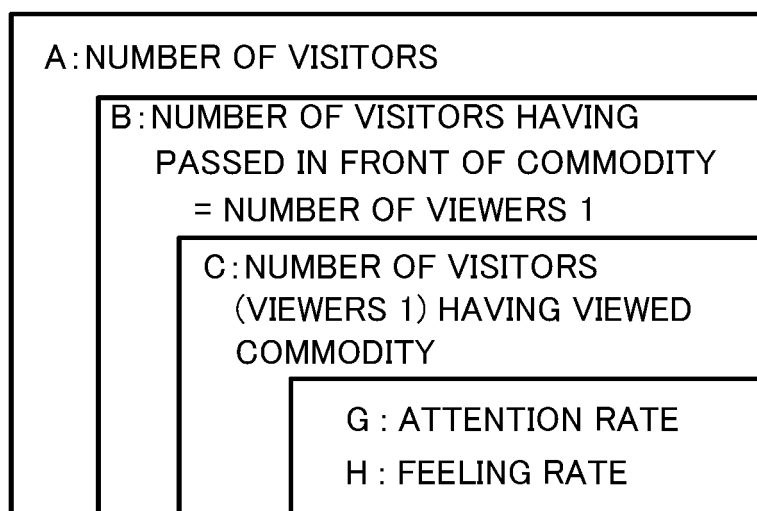 A:NUMBER OF VISITORS
B:NUMBER OF VISITORS HAVING
PASSED IN FRONT OF COMMODITY
= NUMBER OF VIEWERS 1
C:NUMBER OF VISITORS
(VIEWERS 1) HAVING VIEWED
COMMODITY
G : ATTENTION RATE
H : FEELING RATE